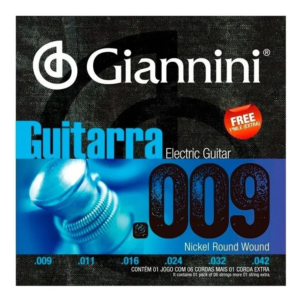 Giannini®
FREE
Guitarra
Electric Guitar
.009
Nickel Round Wound
.009 .011 .016 .024 .032 .042
CONTÉM 01 JOGO COM 06 CORDAS MAIS 01 CORDA EXTRA